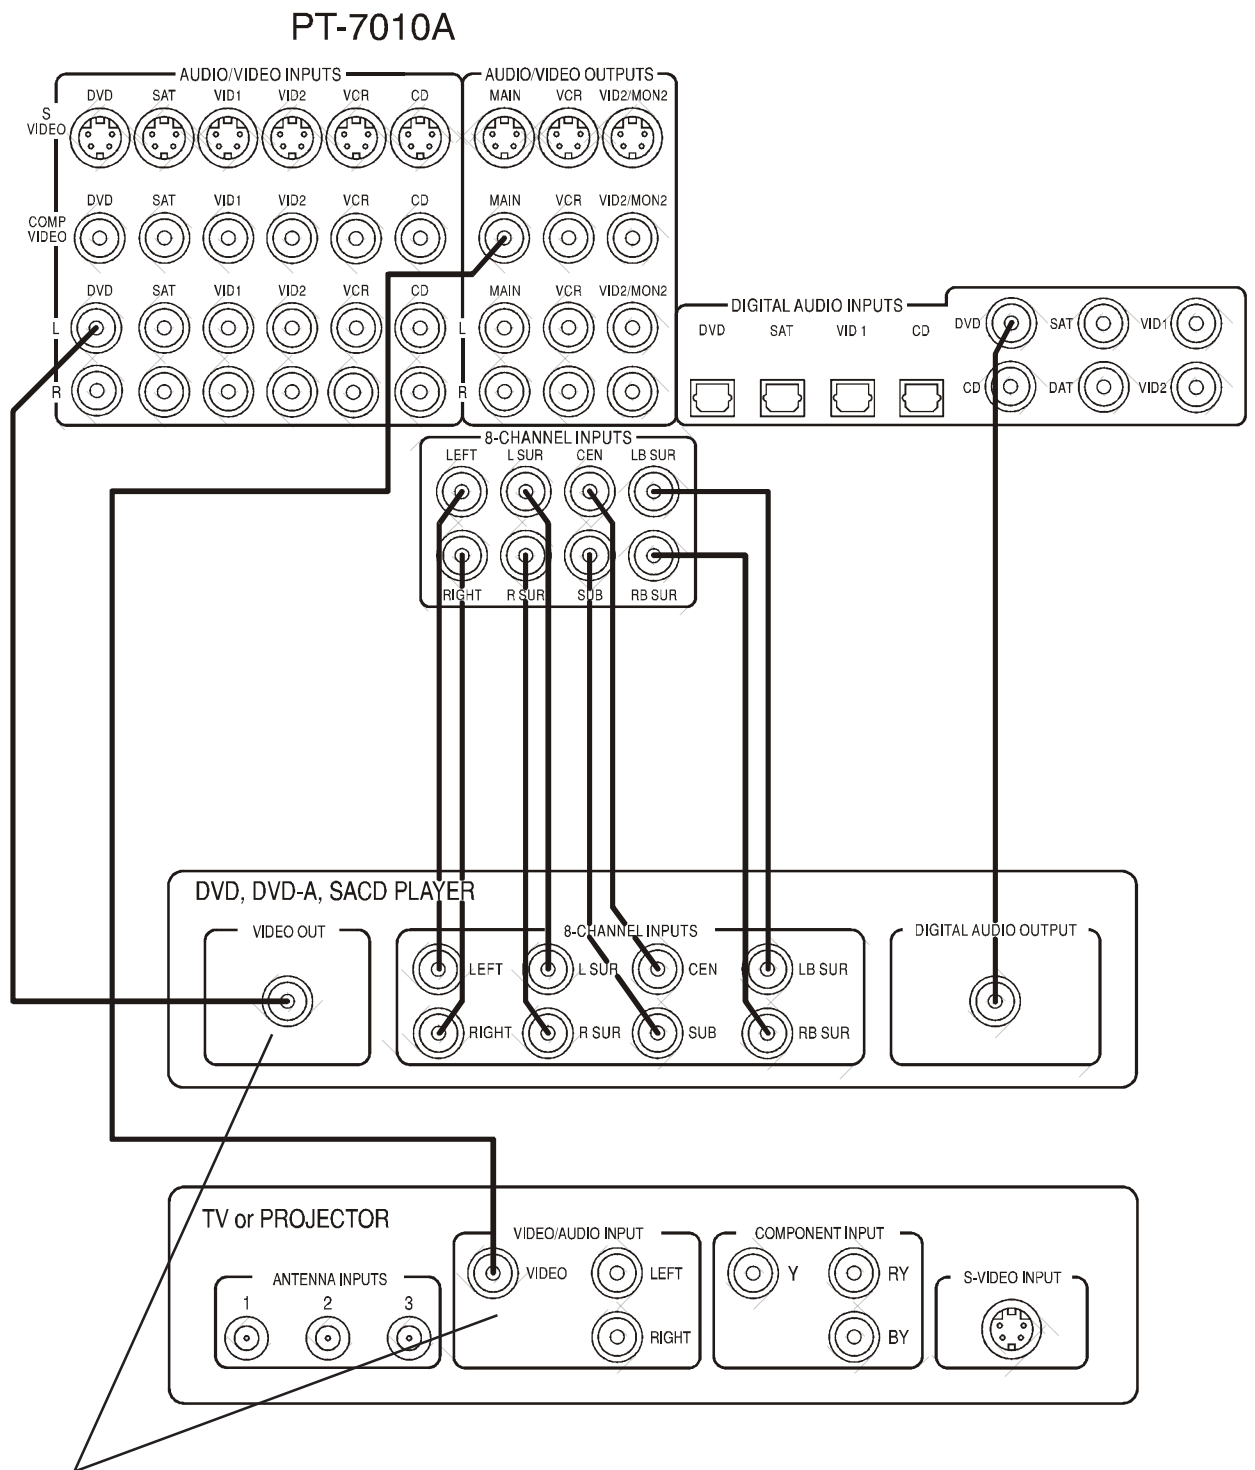 PT-7010A
AUDIO/VIDEO INPUTS
AUDIO/VIDEO OUTPUTS
DVD SAT VID1 VID2 VCR CD MAIN VCR VID2/MON2
S
VIDEO
DVD SAT VID1 VID2 VCR CD MAIN VCR VID2/MON2
COMP
VIDEO
DVD SAT VID1 VID2 VCR CD MAIN VCR VID2/MON2
L L
R R
DIGITAL AUDIO INPUTS
DVD SAT VID 1 CD
DVD SAT VID1
CD DAT VID2
8-CHANNEL INPUTS
LEFT L SUR CEN LB SUR
RIGHT R SUR SUB RB SUR
DVD, DVD-A, SACD PLAYER
VIDEO OUT
8-CHANNEL INPUTS
DIGITAL AUDIO OUTPUT
LEFT L SUR CEN LB SUR
RIGHT R SUR SUB RB SUR
TV or PROJECTOR
VIDEO/AUDIO INPUT
COMPONENT INPUT
ANTENNA INPUTS
S-VIDEO INPUT
1 2 3
VIDEO LEFT
RIGHT
Y RY
BY